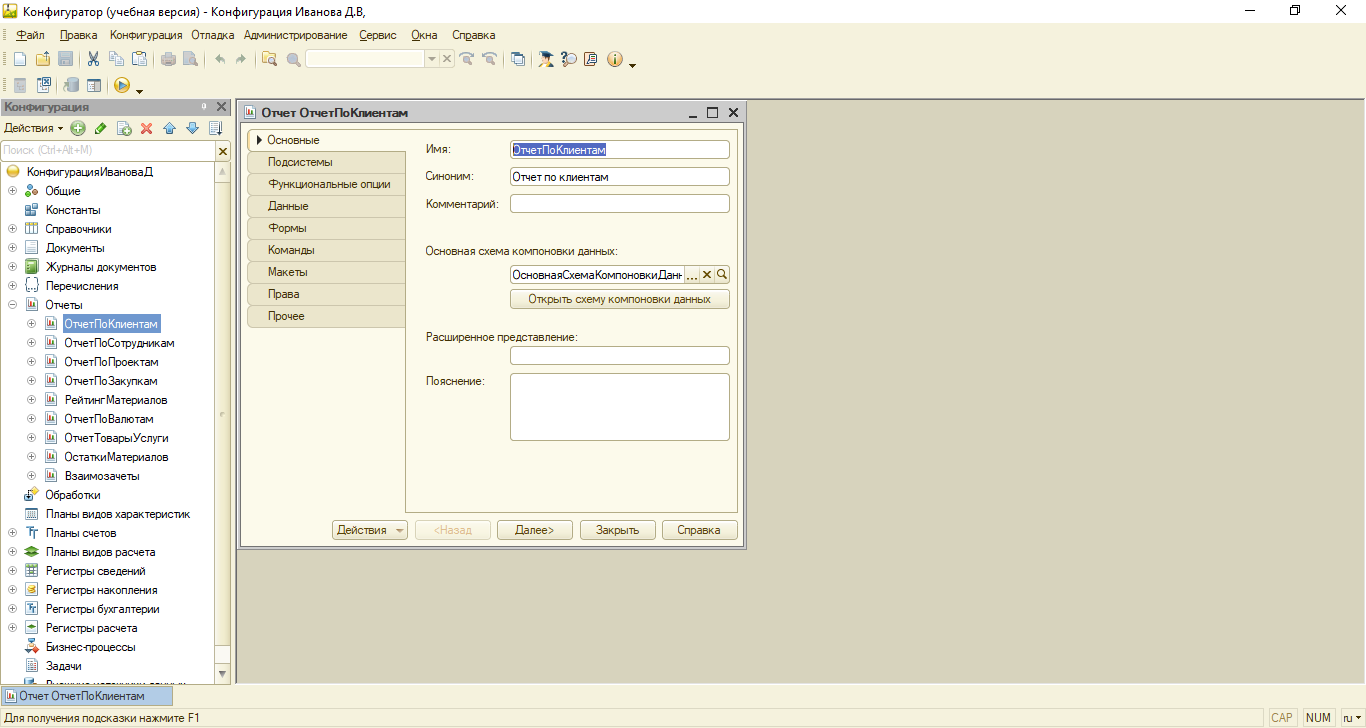 Конфигуратор (учебная версия) - Конфигурация Иванова Д.В,
Файл Правка Конфигурация Отладка Администрирование Сервис Окна Справка
Конфигурация
Действия
Поиск (Ctrl+Alt+M)
КонфигурацияИвановаД
Общие
Константы
Справочники
Документы
Журналы документов
Перечисления
Отчеты
ОтчетПоКлиентам
ОтчетПоСотрудникам
ОтчетПоПроектам
ОтчетПоЗакупкам
РейтингМатериалов
ОтчетПоВалютам
ОтчетТоварыУслуги
ОстаткиМатериалов
Взаимозачеты
Обработки
Планы видов характеристик
Планы счетов
Планы видов расчета
Регистры сведений
Регистры накопления
Регистры бухгалтерии
Регистры расчета
Бизнес-процессы
Задачи
Отчет ОтчетПоКлиентам
Основные
Подсистемы
Функциональные опции
Данные
Формы
Команды
Макеты
Права
Прочее
Имя: ОтчетПоКлиентам
Синоним: Отчет по клиентам
Комментарий:
Основная схема компоновки данных:
ОсновнаяСхемаКомпоновкиДанн ...
Открыть схему компоновки данных
Расширенное представление:
Пояснение:
Действия <Назад Далее> Закрыть Справка
Отчет ОтчетПоКлиентам
Для получения подсказки нажмите F1 CAP NUM ru